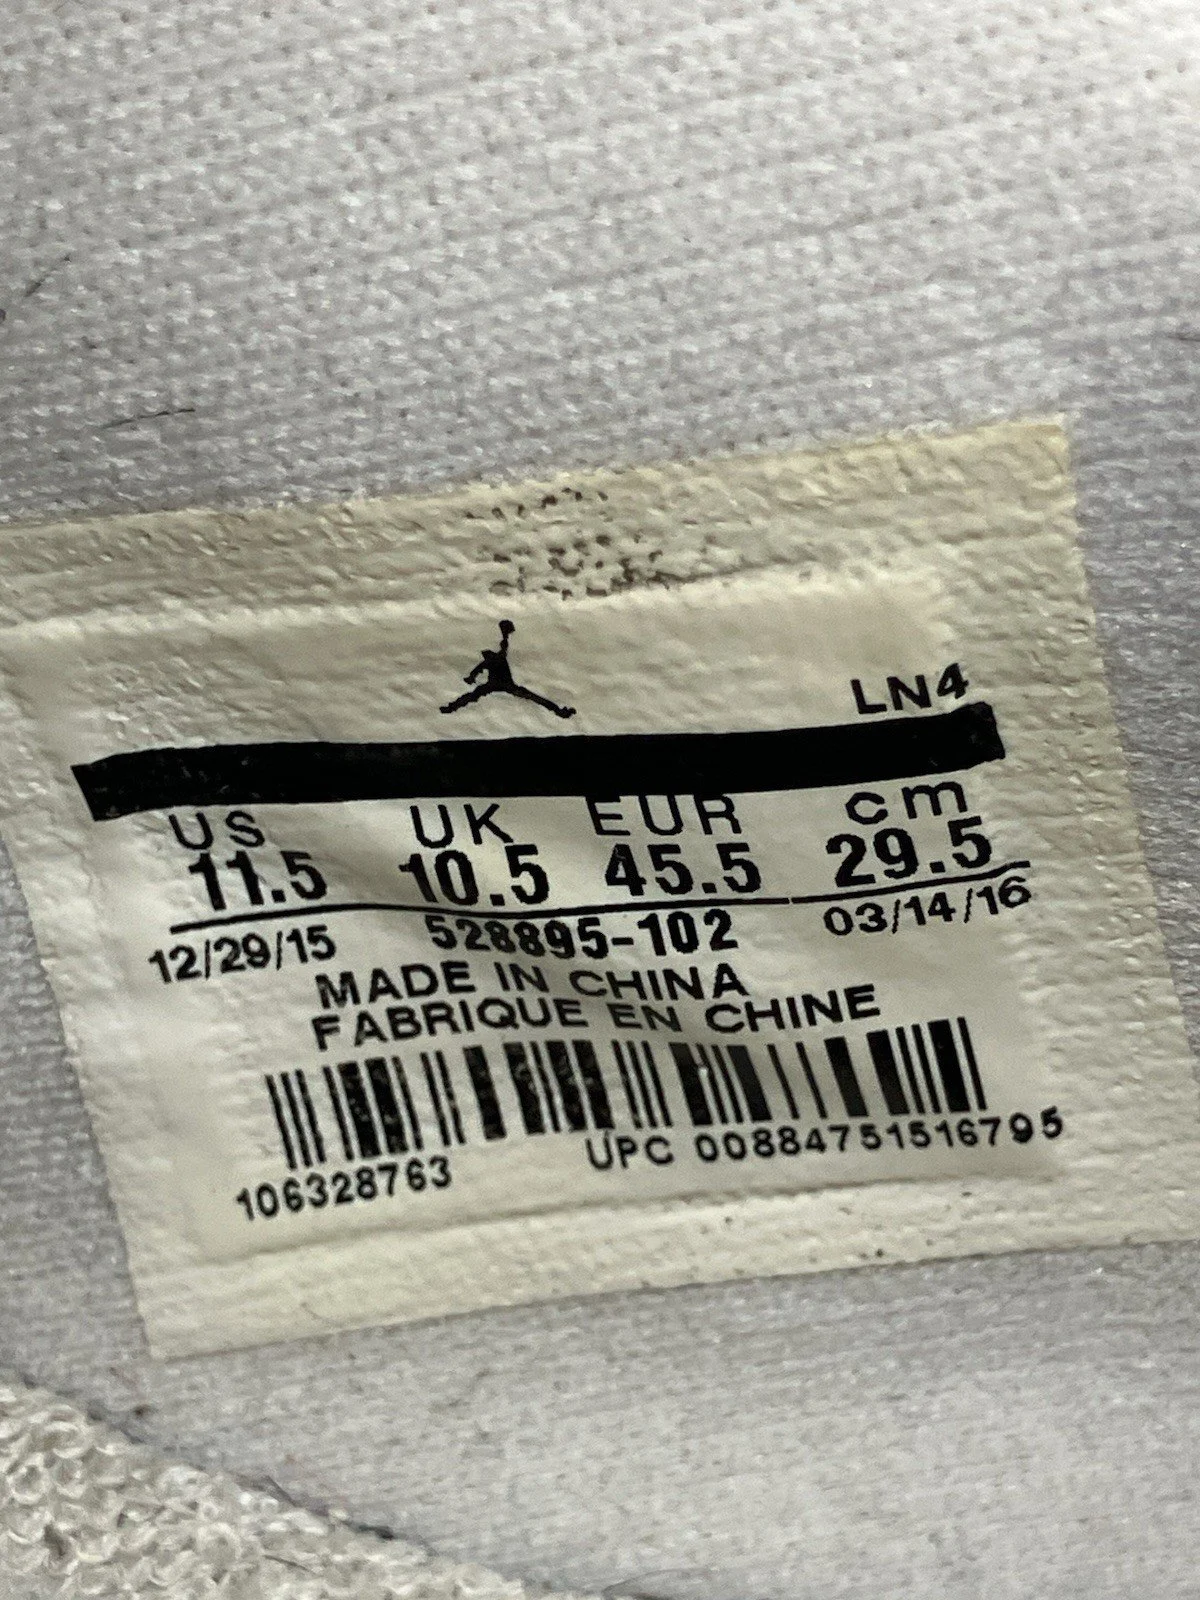 LN4
US UK EUR cm
11.5 10.5 45.5 29.5
12/29/15 528895-102 03/14/16
MADE IN CHINA
FABRIQUE EN CHINE
106328763 UPC 00884751516795